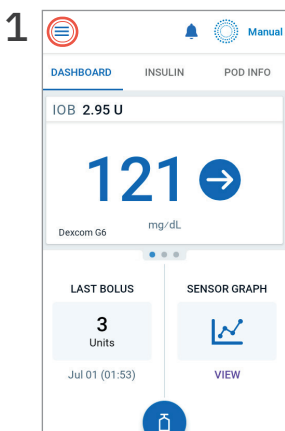 1
Manual
DASHBOARD INSULIN POD INFO
IOB 2.95 U
121
mg/dL
Dexcom G6
LAST BOLUS
3
Units
Jul 01 (01:53)
SENSOR GRAPH
VIEW